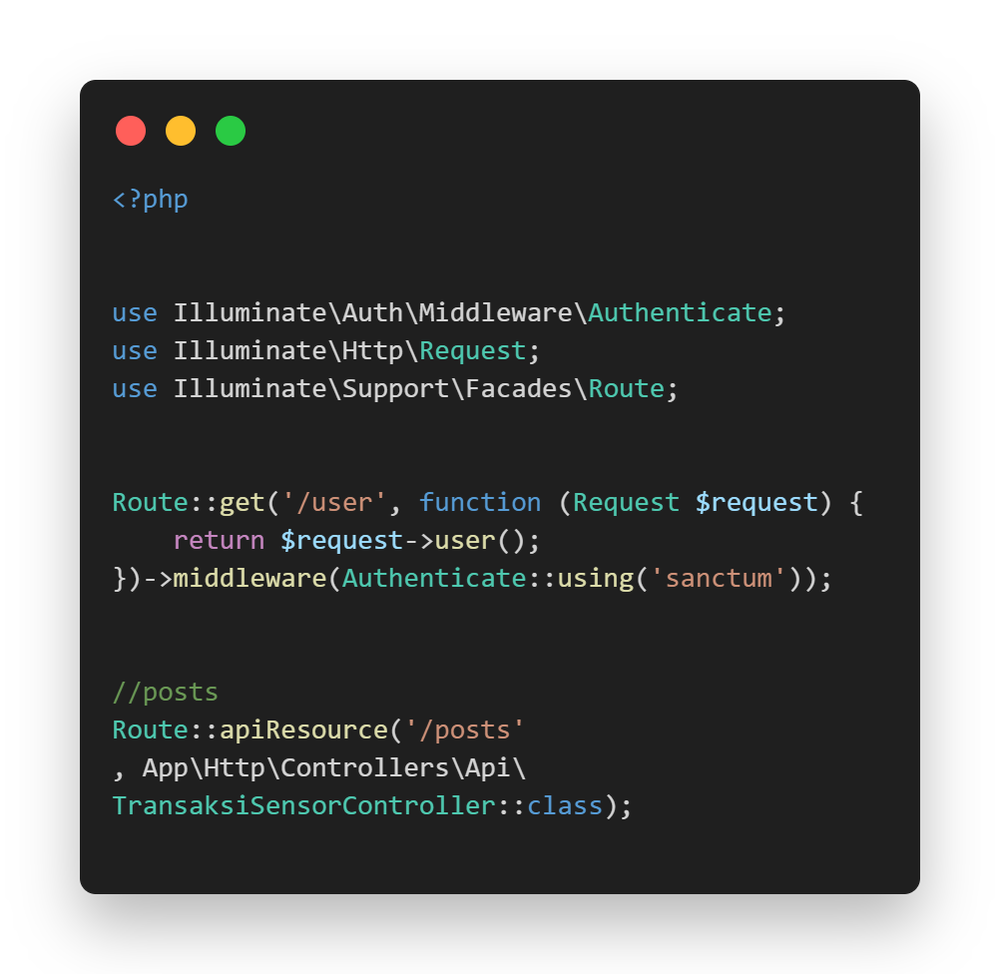 <?php
use Illuminate\Auth\Middleware\Authenticate;
use Illuminate\Http\Request;
use Illuminate\Support\Facades\Route;
Route::get('/user', function (Request $request) {
    return $request->user();
})->middleware(Authenticate::using('sanctum'));
//posts
Route::apiResource('/posts'
, App\Http\Controllers\Api\
TransaksiSensorController::class);